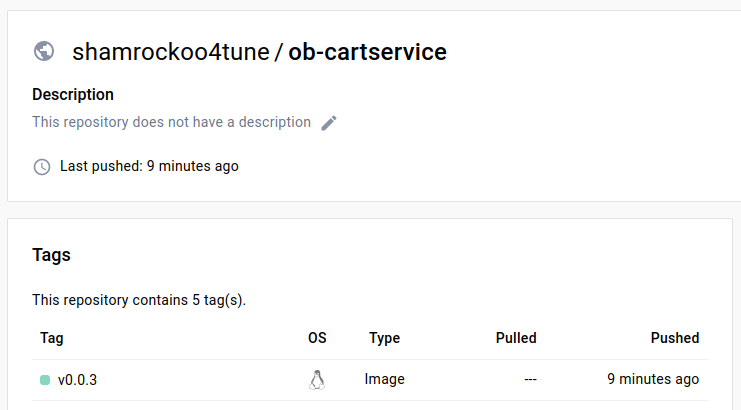 shamrockoo4tune / ob-cartservice
Description
This repository does not have a description
Last pushed: 9 minutes ago
Tags
This repository contains 5 tag(s).
Tag OS Type Pulled Pushed
v0.0.3 Image --- 9 minutes ago